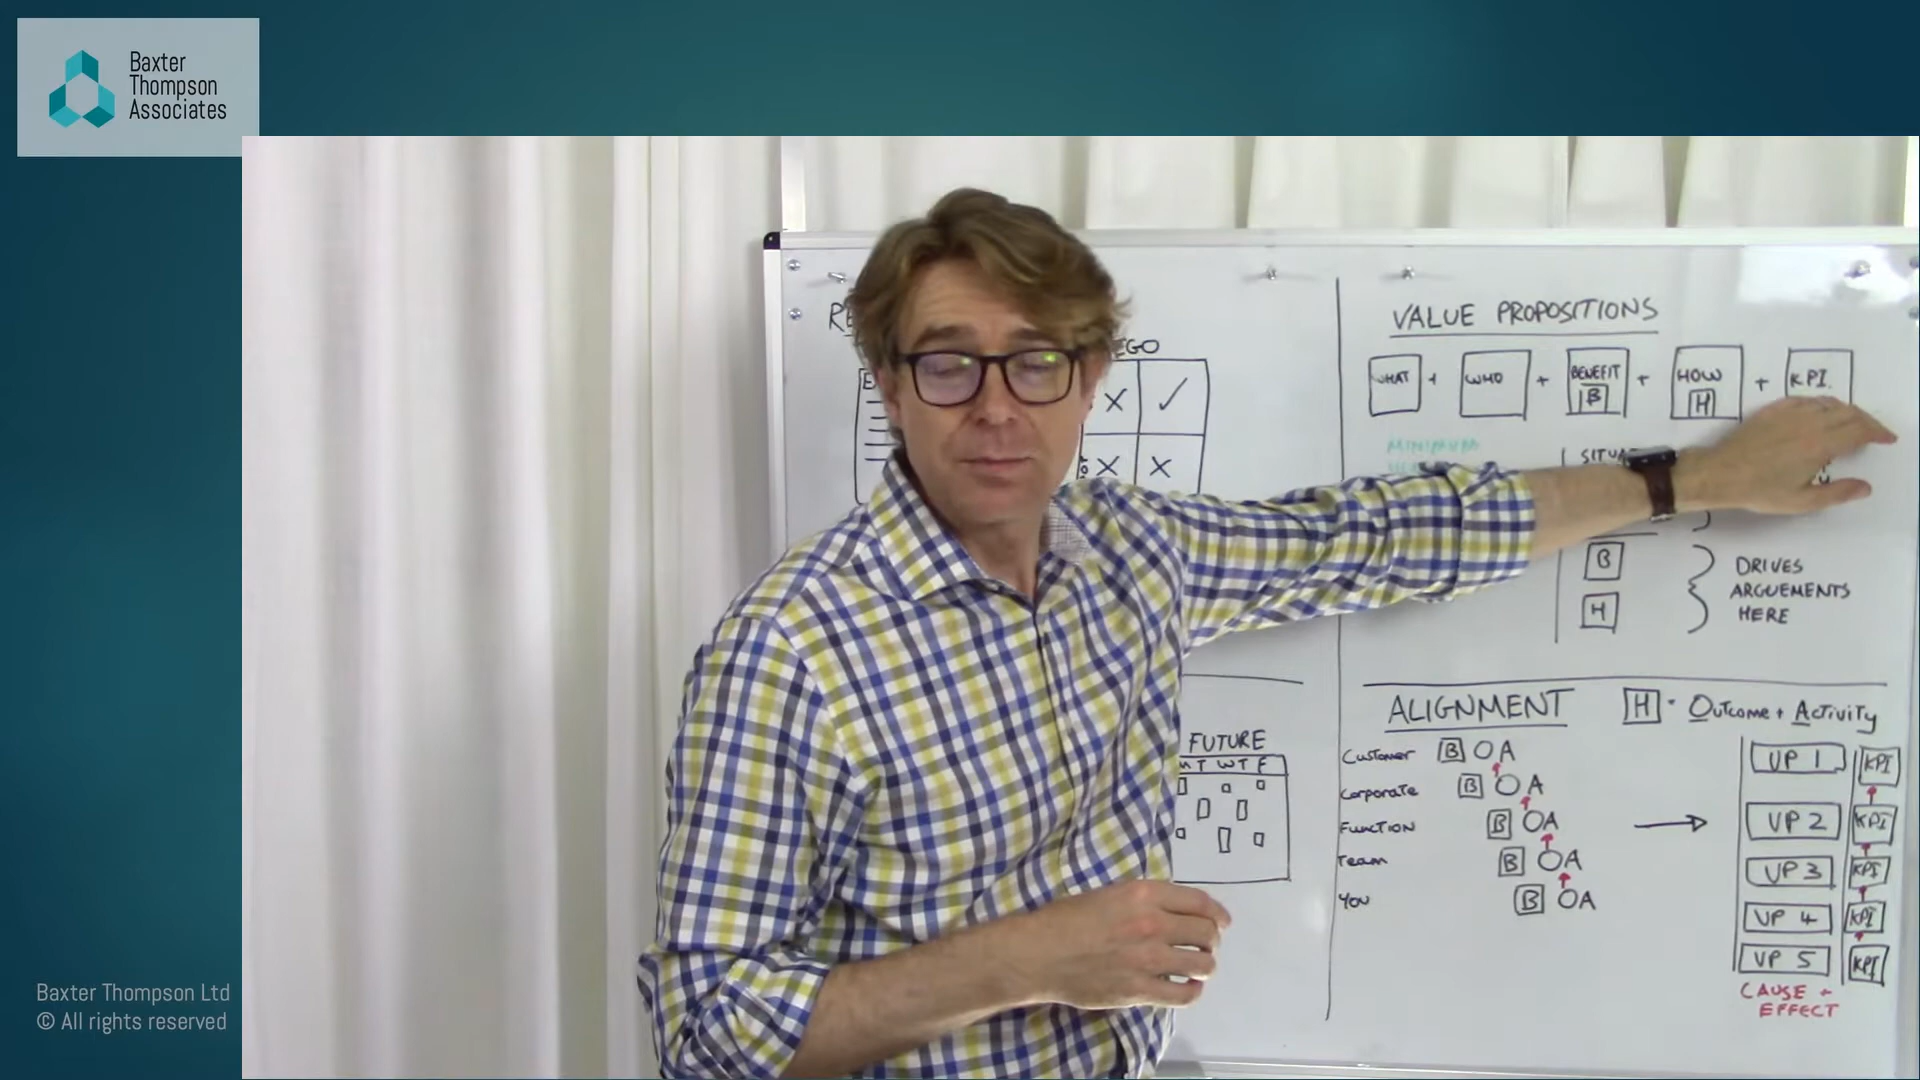 Baxter
Thompson
Associates
VALUE PROPOSITIONS
WHAT + WHO + BENEFIT + HOW + KPI.
B H
EGO
MINIMUM
B
H
DRIVES
ARGUEMENTS
HERE
ALIGNMENT
H - Outcome + Activity
FUTURE
M T W T F
Customer B O A
Corporate B O A
FUNCTION B O A
Team B O A
You B O A
VP 1 KPI
VP 2 KPI
VP 3 KPI
VP 4 KPI
VP 5 KPI
CAUSE +
EFFECT
Baxter Thompson Ltd
© All rights reserved